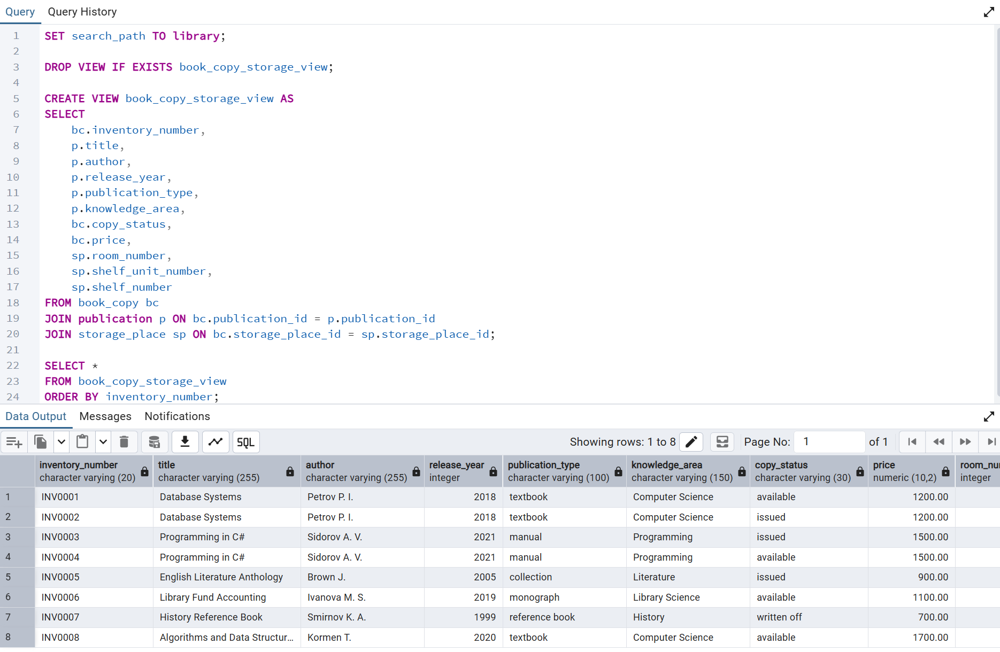 Query Query History
1 SET search_path TO library;
2
3 DROP VIEW IF EXISTS book_copy_storage_view;
4
5 CREATE VIEW book_copy_storage_view AS
6 SELECT
7 bc.inventory_number,
8 p.title,
9 p.author,
10 p.release_year,
11 p.publication_type,
12 p.knowledge_area,
13 bc.copy_status,
14 bc.price,
15 sp.room_number,
16 sp.shelf_unit_number,
17 sp.shelf_number
18 FROM book_copy bc
19 JOIN publication p ON bc.publication_id = p.publication_id
20 JOIN storage_place sp ON bc.storage_place_id = sp.storage_place_id;
21
22 SELECT *
23 FROM book_copy_storage_view
24 ORDER BY inventory_number;
Data Output Messages Notifications
SQL Showing rows: 1 to 8 Page No: 1 of 1
inventory_number title author release_year publication_type knowledge_area copy_status price room_nu
character varying (20) character varying (255) character varying (255) integer character varying (100) character varying (150) character varying (30) numeric (10,2) integer
1 INV0001 Database Systems Petrov P. I. 2018 textbook Computer Science available 1200.00
2 INV0002 Database Systems Petrov P. I. 2018 textbook Computer Science issued 1200.00
3 INV0003 Programming in C# Sidorov A. V. 2021 manual Programming issued 1500.00
4 INV0004 Programming in C# Sidorov A. V. 2021 manual Programming available 1500.00
5 INV0005 English Literature Anthology Brown J. 2005 collection Literature issued 900.00
6 INV0006 Library Fund Accounting Ivanova M. S. 2019 monograph Library Science available 1100.00
7 INV0007 History Reference Book Smirnov K. A. 1999 reference book History written off 700.00
8 INV0008 Algorithms and Data Structur... Kormen T. 2020 textbook Computer Science available 1700.00